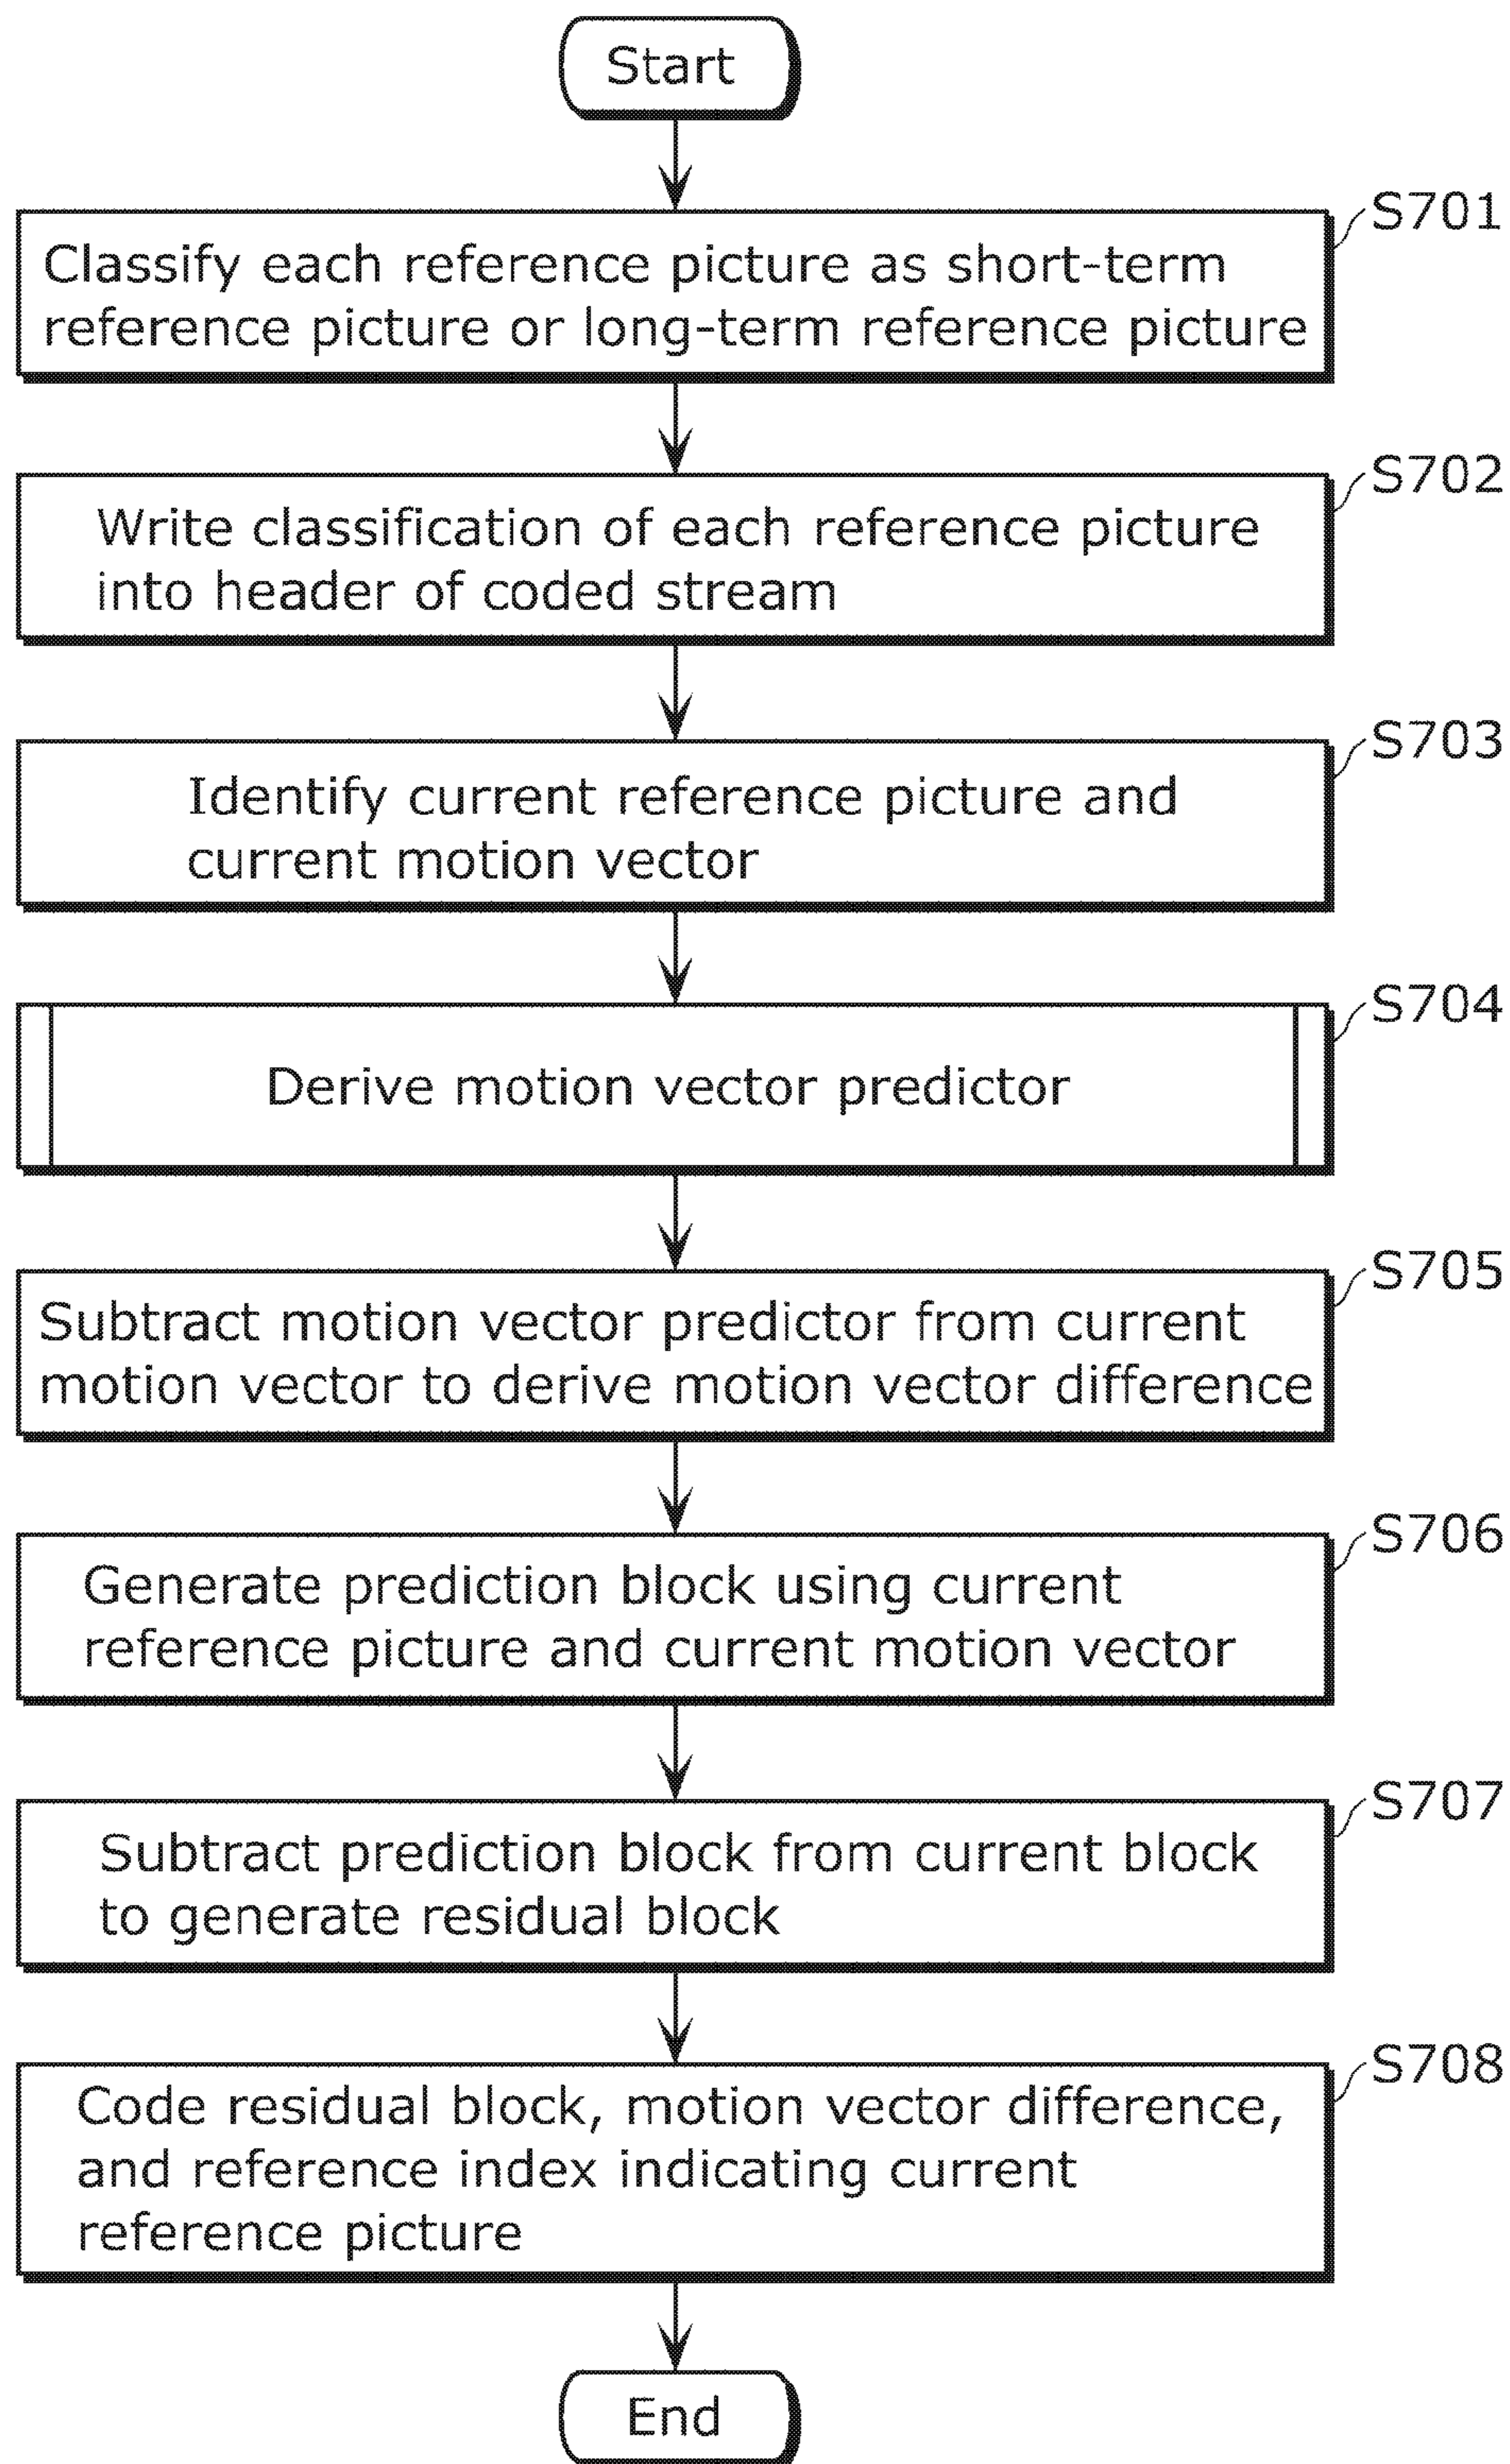 Start
S701
Classify each reference picture as short-term
reference picture or long-term reference picture
S702
Write classification of each reference picture
into header of coded stream
S703
Identify current reference picture and
current motion vector
S704
Derive motion vector predictor
S705
Subtract motion vector predictor from current
motion vector to derive motion vector difference
S706
Generate prediction block using current
reference picture and current motion vector
S707
Subtract prediction block from current block
to generate residual block
S708
Code residual block, motion vector difference,
and reference index indicating current
reference picture
End